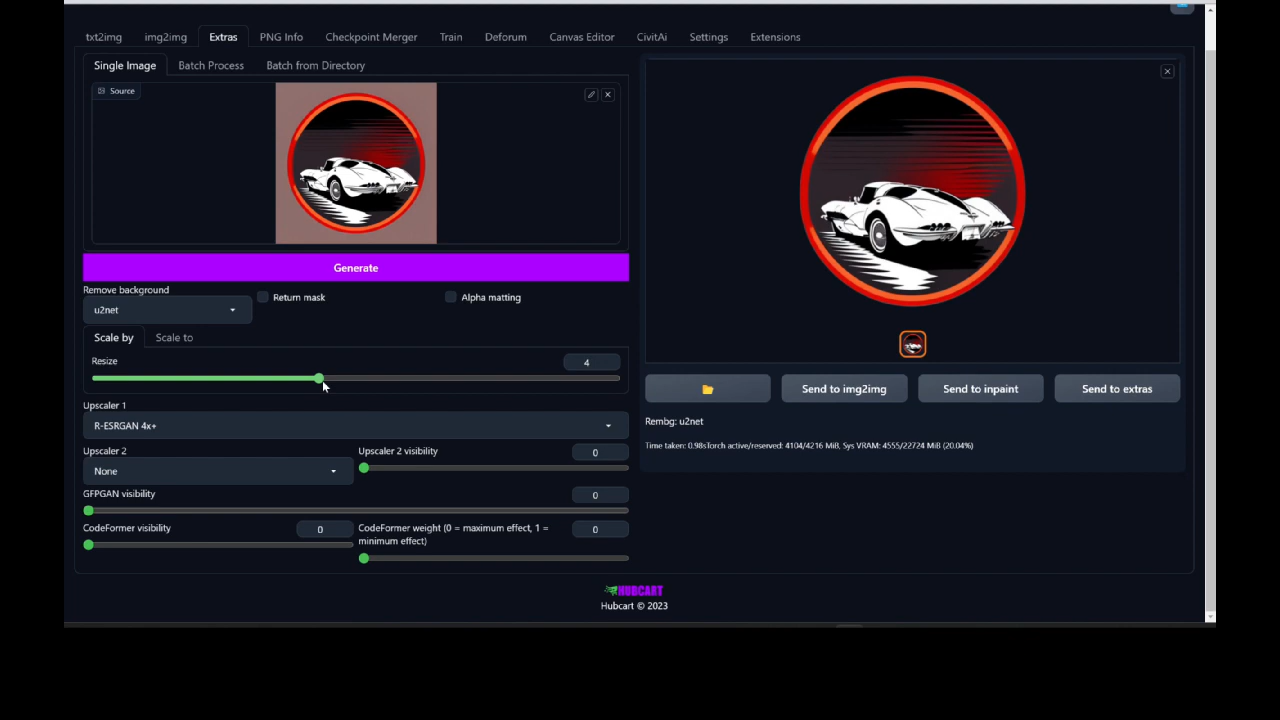 txt2img img2img Extras PNG Info Checkpoint Merger Train Deforum Canvas Editor CivitAi Settings Extensions
Single Image Batch Process Batch from Directory
Source
Generate
Remove background
u2net
Return mask
Alpha matting
Scale by Scale to
Resize
4
Upscaler 1
R-ESRGAN 4x+
Upscaler 2
None
Upscaler 2 visibility
0
GFPGAN visibility
0
CodeFormer visibility
0
CodeFormer weight (0 = maximum effect, 1 =
minimum effect)
0
Send to img2img Send to inpaint Send to extras
Rembg: u2net
Time taken: 0.98sTorch active/reserved: 4104/4216 MiB, Sys VRAM: 4555/22724 MiB (20.04%)
HUBCART
Hubcart © 2023